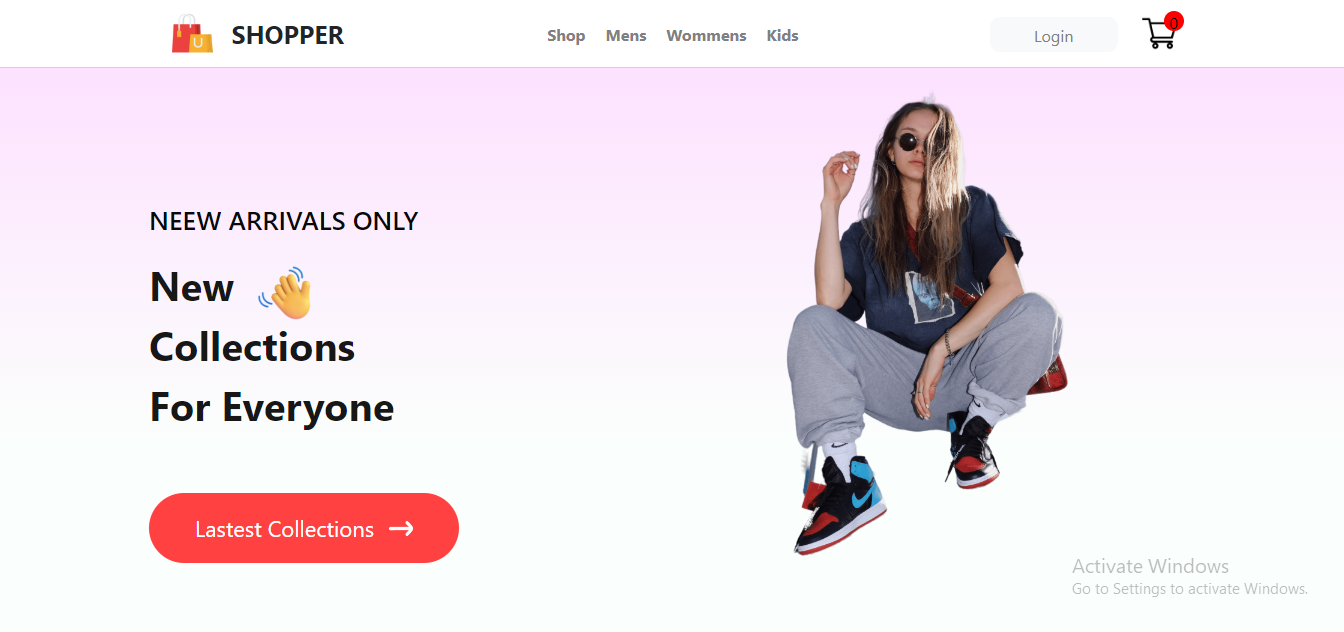 U
SHOPPER
Shop Mens Wommens Kids
Login
0
NEEW ARRIVALS ONLY
New
Collections
For Everyone
Lastest Collections
Activate Windows
Go to Settings to activate Windows.